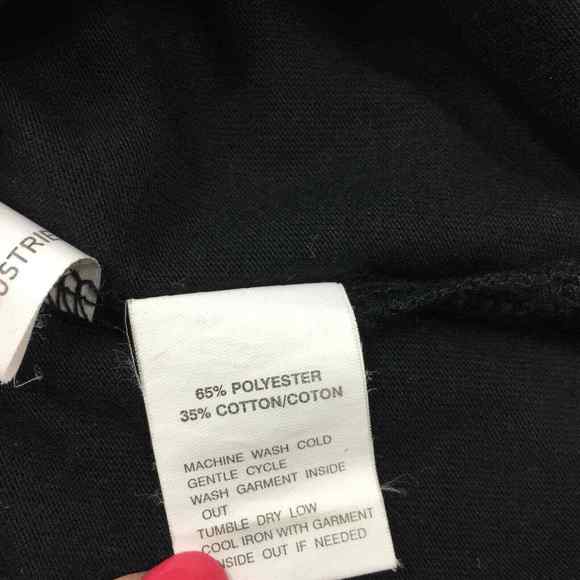 65% POLYESTER
35% COTTON/COTON
MACHINE WASH COLD
GENTLE CYCLE
WASH GARMENT INSIDE
OUT
TUMBLE DRY LOW
COOL IRON WITH GARMENT
INSIDE OUT IF NEEDED